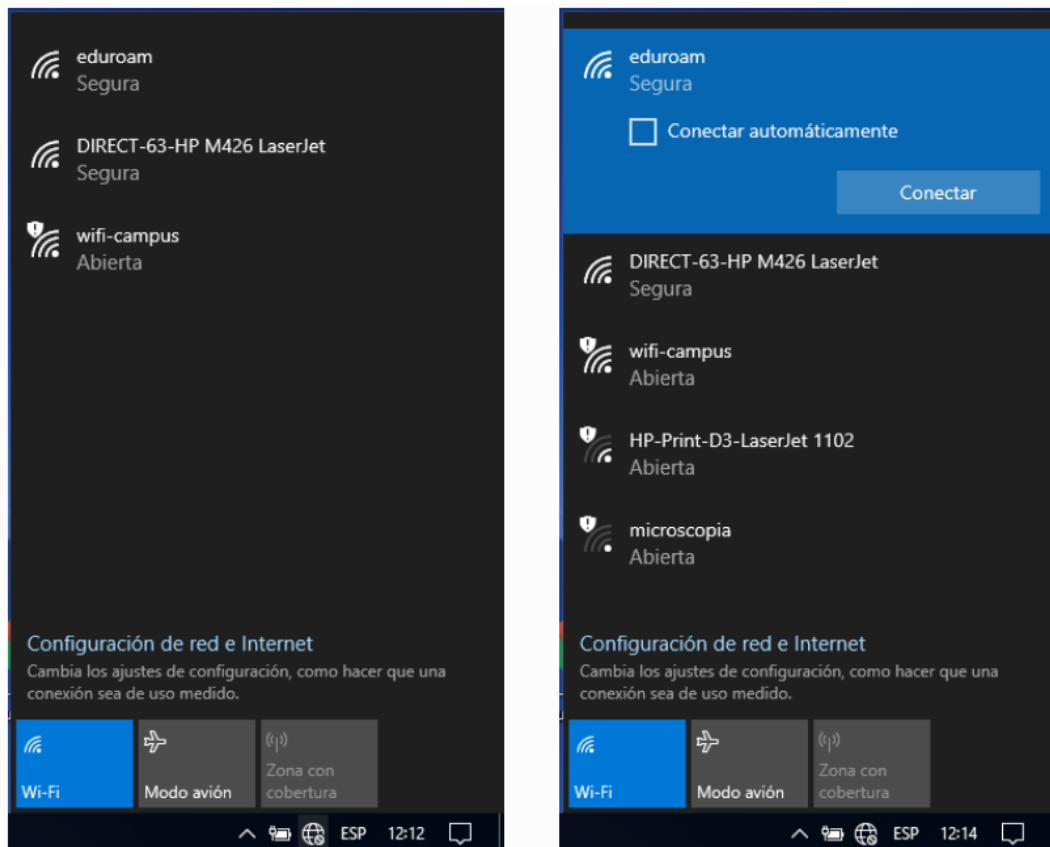 eduroam
Segura
DIRECT-63-HP M426 LaserJet
Segura
wifi-campus
Abierta
Configuración de red e Internet
Cambia los ajustes de configuración, como hacer que una
conexión sea de uso medido.
Wi-Fi
Modo avión
Zona con
cobertura
ESP 12:12
eduroam
Segura
Conectar automáticamente
Conectar
DIRECT-63-HP M426 LaserJet
Segura
wifi-campus
Abierta
HP-Print-D3-LaserJet 1102
Abierta
microscopia
Abierta
Configuración de red e Internet
Cambia los ajustes de configuración, como hacer que una
conexión sea de uso medido.
Wi-Fi
Modo avión
Zona con
cobertura
ESP 12:14